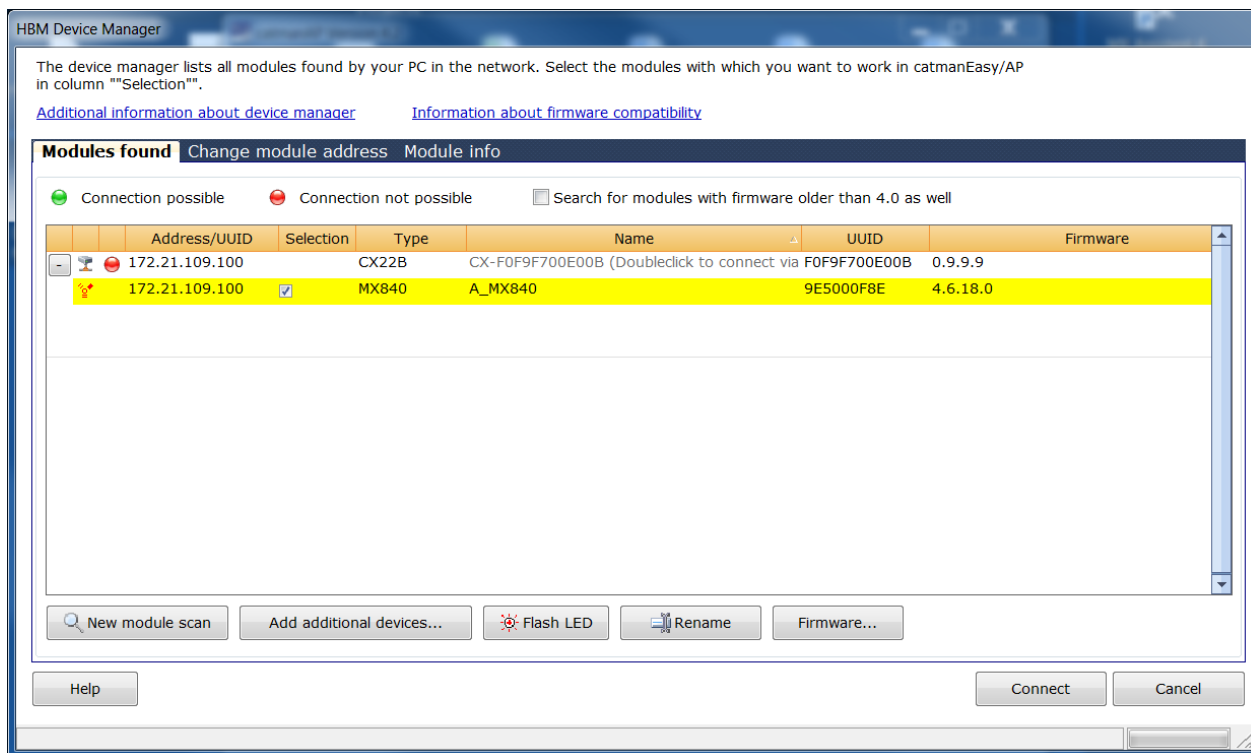 HBM Device Manager
The device manager lists all modules found by your PC in the network. Select the modules with which you want to work in catmanEasy/AP
in column ""Selection"".
Additional information about device manager Information about firmware compatibility
Modules found Change module address Module info
Connection possible Connection not possible Search for modules with firmware older than 4.0 as well
Address/UUID Selection Type Name UUID Firmware
- 172.21.109.100 CX22B CX-F0F9F700E00B (Doubleclick to connect via F0F9F700E00B 0.9.9.9
172.21.109.100 MX840 A_MX840 9E5000F8E 4.6.18.0
New module scan Add additional devices... Flash LED Rename Firmware...
Help Connect Cancel